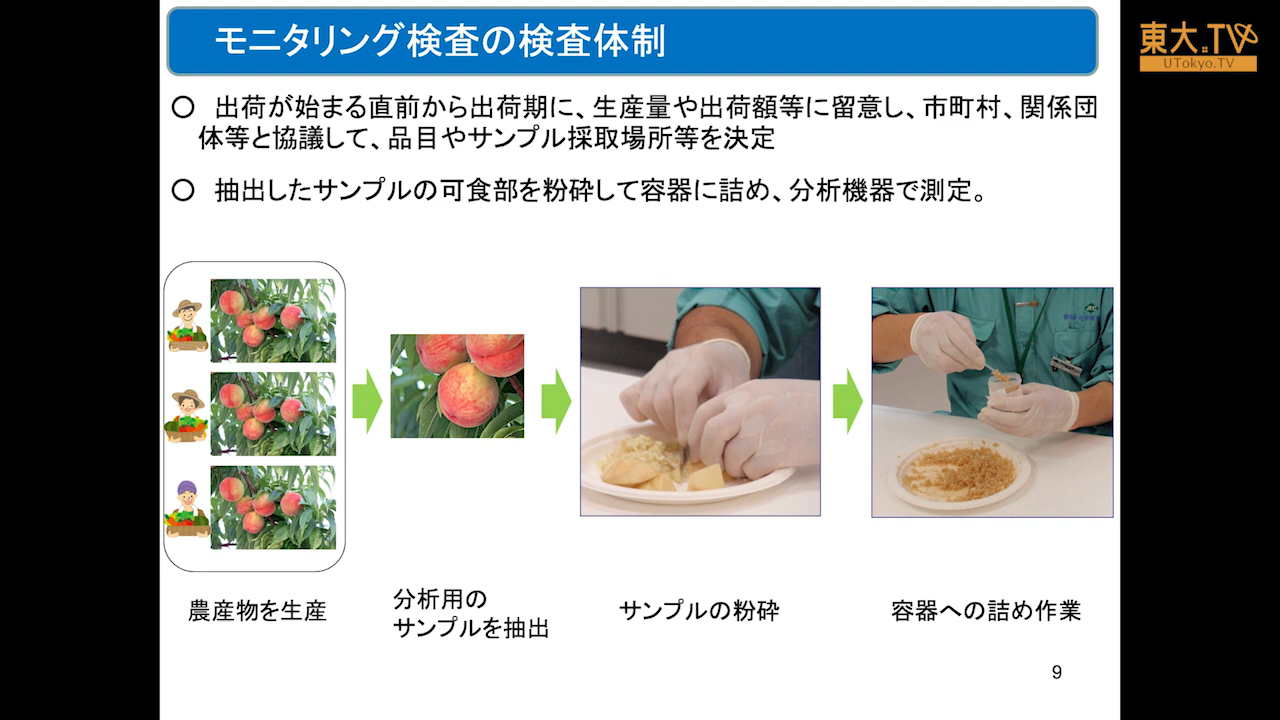 モニタリング検査の検査体制
東大.TV
UTokyo.TV
○ 出荷が始まる直前から出荷期に、生産量や出荷額等に留意し、市町村、関係団
体等と協議して、品目やサンプル採取場所等を決定
○ 抽出したサンプルの可食部を粉砕して容器に詰め、分析機器で測定。
農産物を生産
分析用の
サンプルを抽出
サンプルの粉砕
容器への詰め作業
9